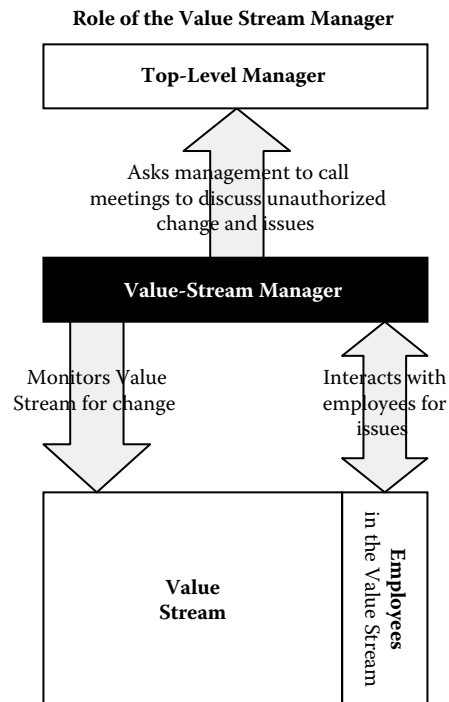 Role of the Value Stream Manager
Top-Level Manager
Asks management to call
meetings to discuss unauthorized
change and issues
Value-Stream Manager
Monitors Value
Stream for change
Interacts with
employees for
issues
Value
Stream
Employees
in the Value Stream